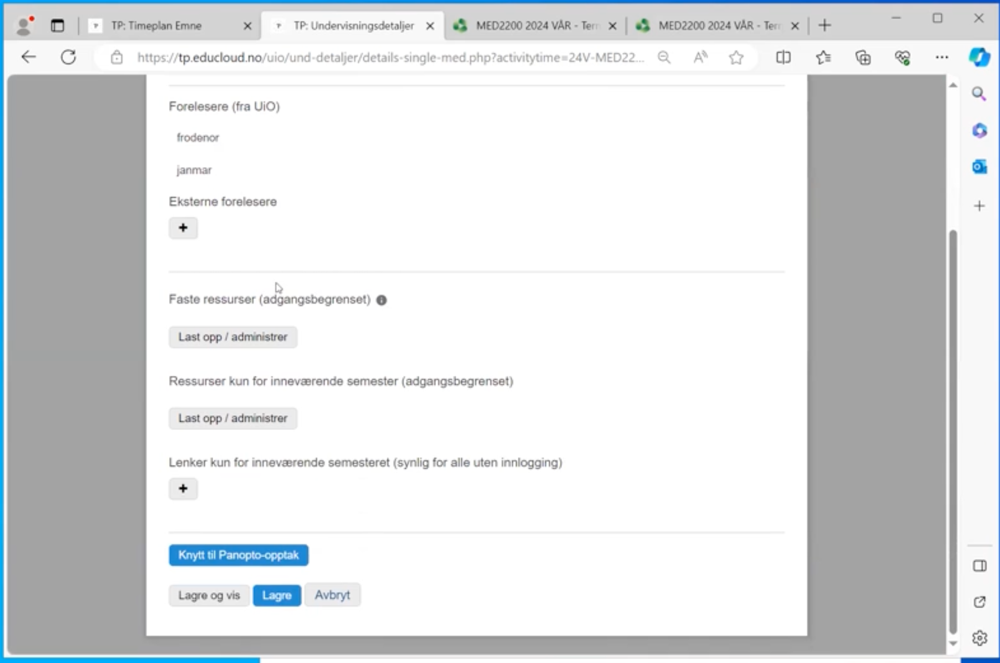 TP: Timeplan Emne
TP: Undervisningsdetaljer
MED2200 2024 VÅR - Ter
MED2200 2024 VÅR - Ter
https://tp.educloud.no/uio/und-detaljer/details-single-med.php?activitytime=24V-MED22...
Forelesere (fra UiO)
frodenor
janmar
Eksterne forelesere
+
Faste ressurser (adgangsbegrenset)
Last opp / administrer
Ressurser kun for inneværende semester (adgangsbegrenset)
Last opp / administrer
Lenker kun for inneværende semesteret (synlig for alle uten innlogging)
+
Knytt til Panopto-opptak
Lagre og vis Lagre Avbryt